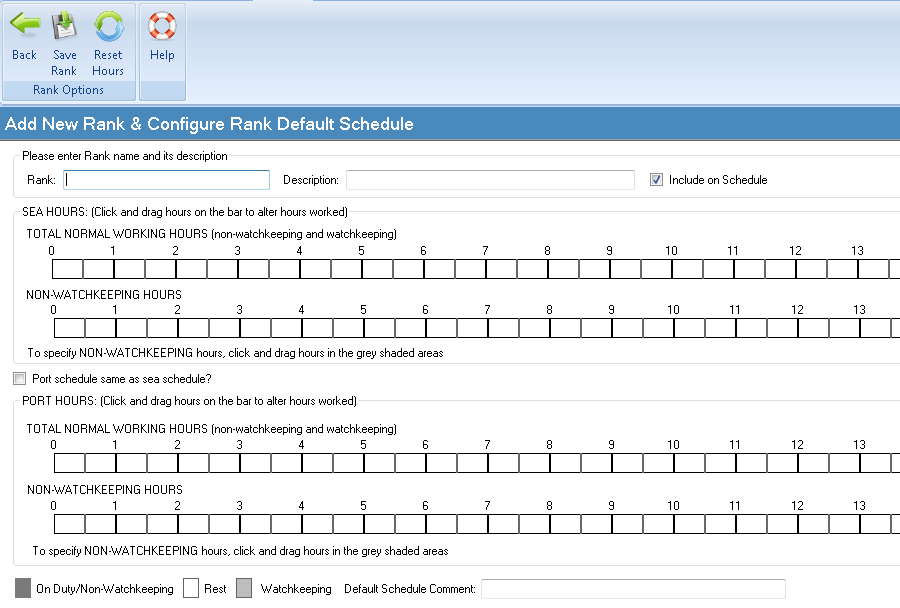 Back
Save Rank
Reset Hours
Help
Rank Options
Add New Rank & Configure Rank Default Schedule
Please enter Rank name and its description
Rank: Description: Include on Schedule
SEA HOURS: (Click and drag hours on the bar to alter hours worked)
TOTAL NORMAL WORKING HOURS (non-watchkeeping and watchkeeping)
0 1 2 3 4 5 6 7 8 9 10 11 12 13
NON-WATCHKEEPING HOURS
0 1 2 3 4 5 6 7 8 9 10 11 12 13
To specify NON-WATCHKEEPING hours, click and drag hours in the grey shaded areas
Port schedule same as sea schedule?
PORT HOURS: (Click and drag hours on the bar to alter hours worked)
TOTAL NORMAL WORKING HOURS (non-watchkeeping and watchkeeping)
0 1 2 3 4 5 6 7 8 9 10 11 12 13
NON-WATCHKEEPING HOURS
0 1 2 3 4 5 6 7 8 9 10 11 12 13
To specify NON-WATCHKEEPING hours, click and drag hours in the grey shaded areas
On Duty/Non-Watchkeeping Rest Watchkeeping Default Schedule Comment: